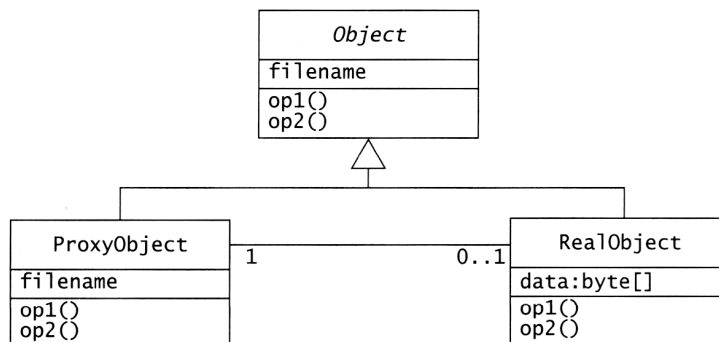 Object
filename
op1()
op2()
ProxyObject
filename
op1()
op2()
1
0..1
RealObject
data:byte[]
op1()
op2()